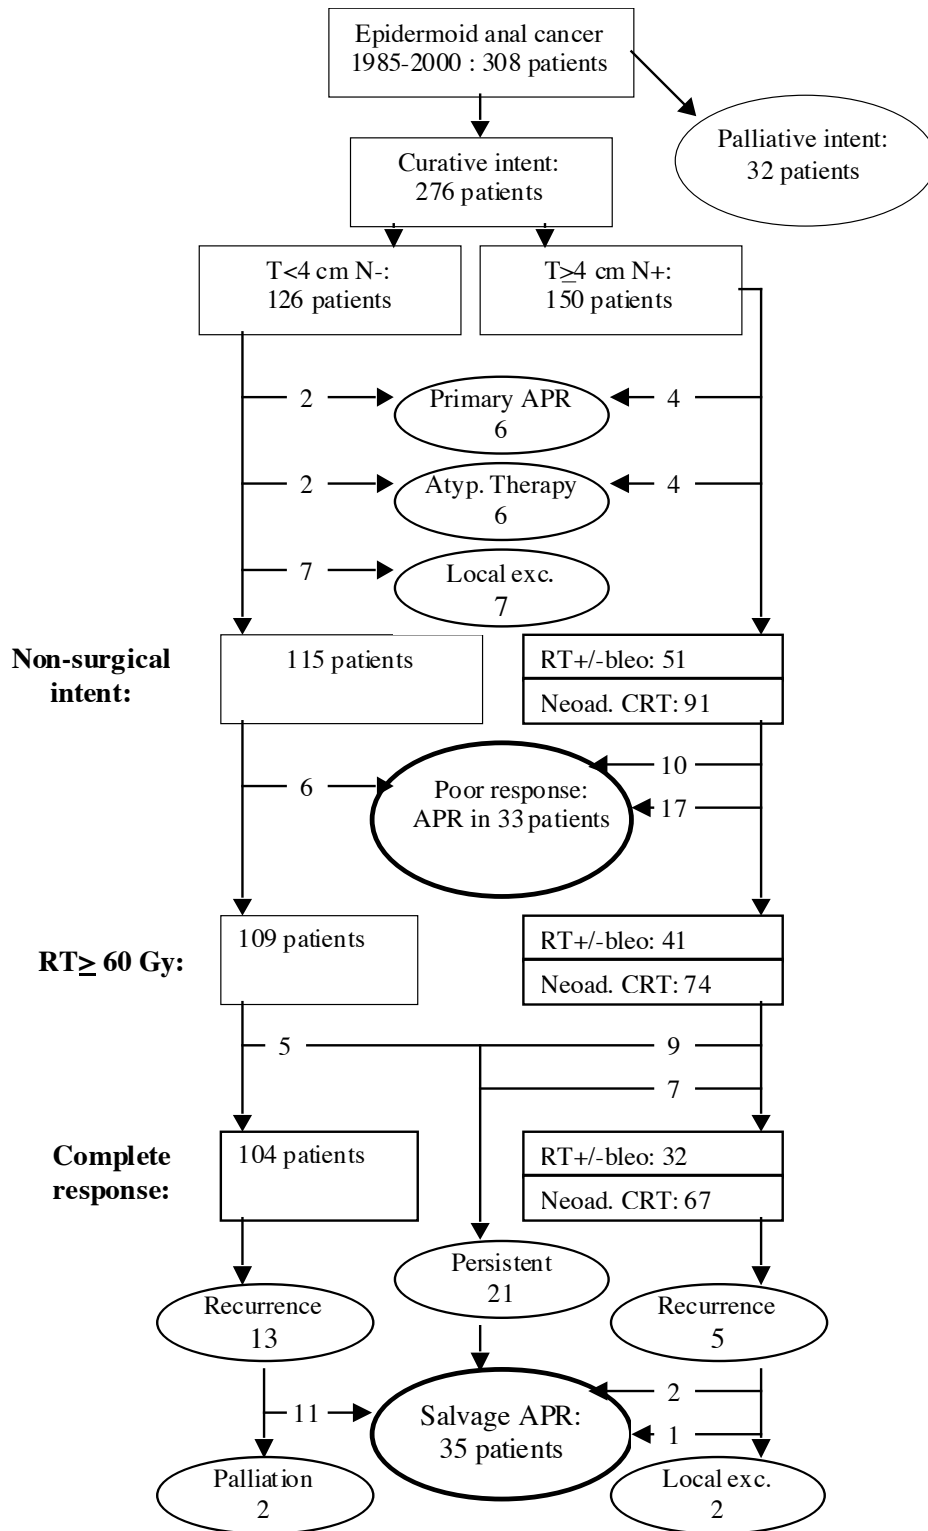 Epidermoid anal cancer
1985-2000 : 308 patients
Palliative intent:
32 patients
Curative intent:
276 patients
T<4 cm N-:
126 patients
T≥4 cm N+:
150 patients
2
Primary APR
6
4
2
Atyp. Therapy
6
4
7
Local exc.
7
Non-surgical
intent:
115 patients
RT+/-bleo: 51
Neoad. CRT: 91
6
Poor response:
APR in 33 patients
10
17
RT≥ 60 Gy:
109 patients
RT+/-bleo: 41
Neoad. CRT: 74
5
9
7
Complete
response:
104 patients
RT+/-bleo: 32
Neoad. CRT: 67
Persistent
21
Recurrence
13
Recurrence
5
11
Salvage APR:
35 patients
2
1
Palliation
2
Local exc.
2